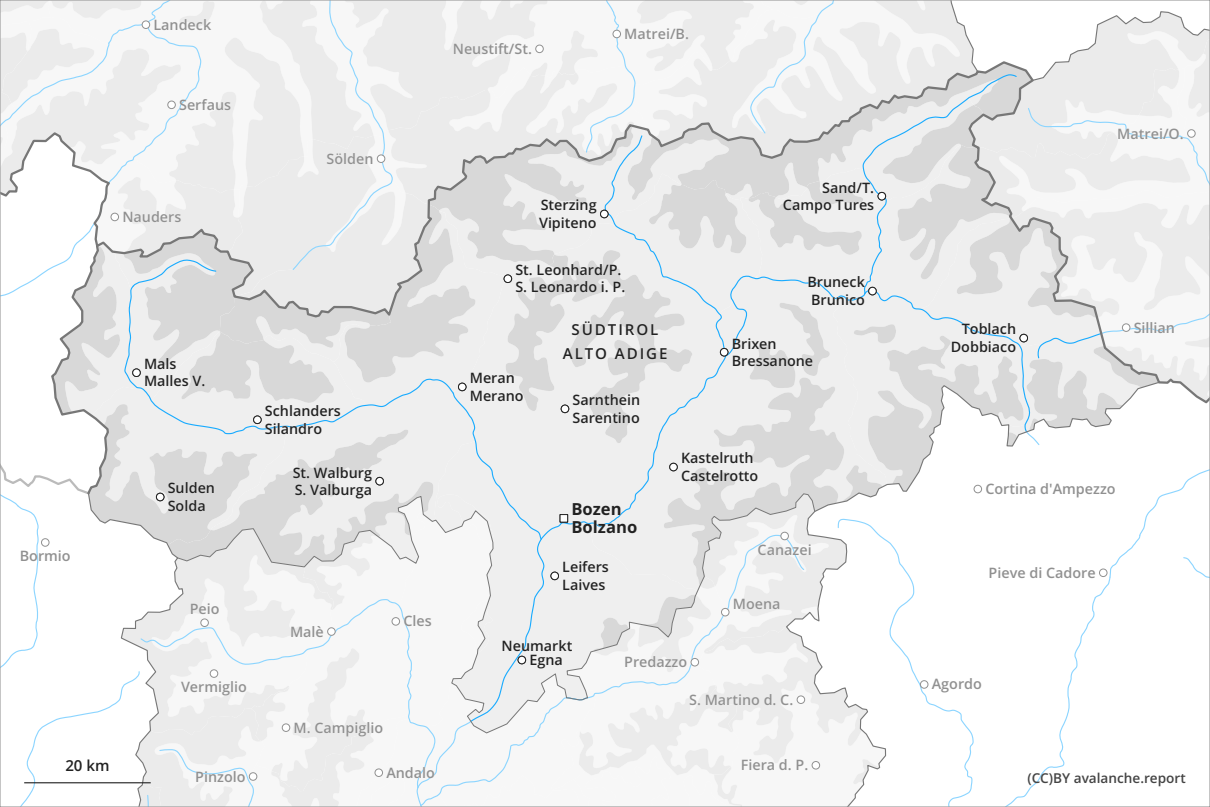 Landeck
Neustift/St.
Matrei/B.
Serfaus
Matrei/O.
Sölden
Sand/T.
Campo Tures
Nauders
Sterzing
Vipiteno
St. Leonhard/P.
S. Leonardo i. P.
Bruneck
Brunico
SÜDTIROL
ALTO ADIGE
Toblach
Dobbiaco
Sillian
Brixen
Bressanone
Mals
Malles V.
Meran
Merano
Sarnthein
Sarentino
Schlanders
Silandro
Kastelruth
Castelrotto
St. Walburg
S. Valburga
Sulden
Solda
Cortina d'Ampezzo
Bozen
Bolzano
Bormio
Canazei
Leifers
Laives
Pieve di Cadore
Peio
Moena
Malè
Cles
Neumarkt
Egna
Predazzo
Vermiglio
Agordo
S. Martino d. C.
M. Campiglio
20 km
Pinzolo
Andalo
Fiera d. P.
(CC)BY avalanche.report